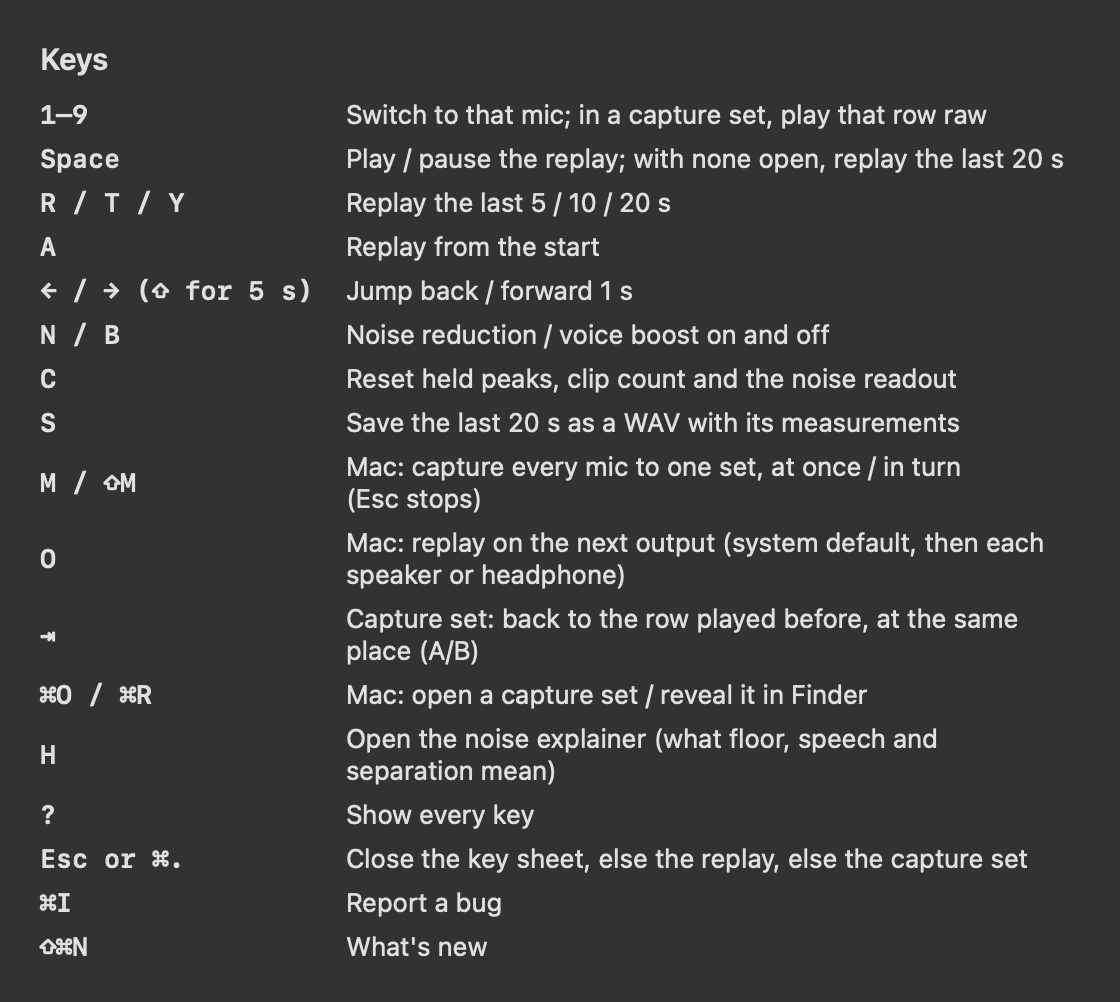 Keys
1–9 Switch to that mic; in a capture set, play that row raw
Space Play / pause the replay; with none open, replay the last 20 s
R / T / Y Replay the last 5 / 10 / 20 s
A Replay from the start
← / → (⇧ for 5 s) Jump back / forward 1 s
N / B Noise reduction / voice boost on and off
C Reset held peaks, clip count and the noise readout
S Save the last 20 s as a WAV with its measurements
M / ⇧M Mac: capture every mic to one set, at once / in turn
(Esc stops)
O Mac: replay on the next output (system default, then each
speaker or headphone)
⇥ Capture set: back to the row played before, at the same
place (A/B)
⌘O / ⌘R Mac: open a capture set / reveal it in Finder
H Open the noise explainer (what floor, speech and
separation mean)
? Show every key
Esc or ⌘. Close the key sheet, else the replay, else the capture set
⌘I Report a bug
⇧⌘N What's new